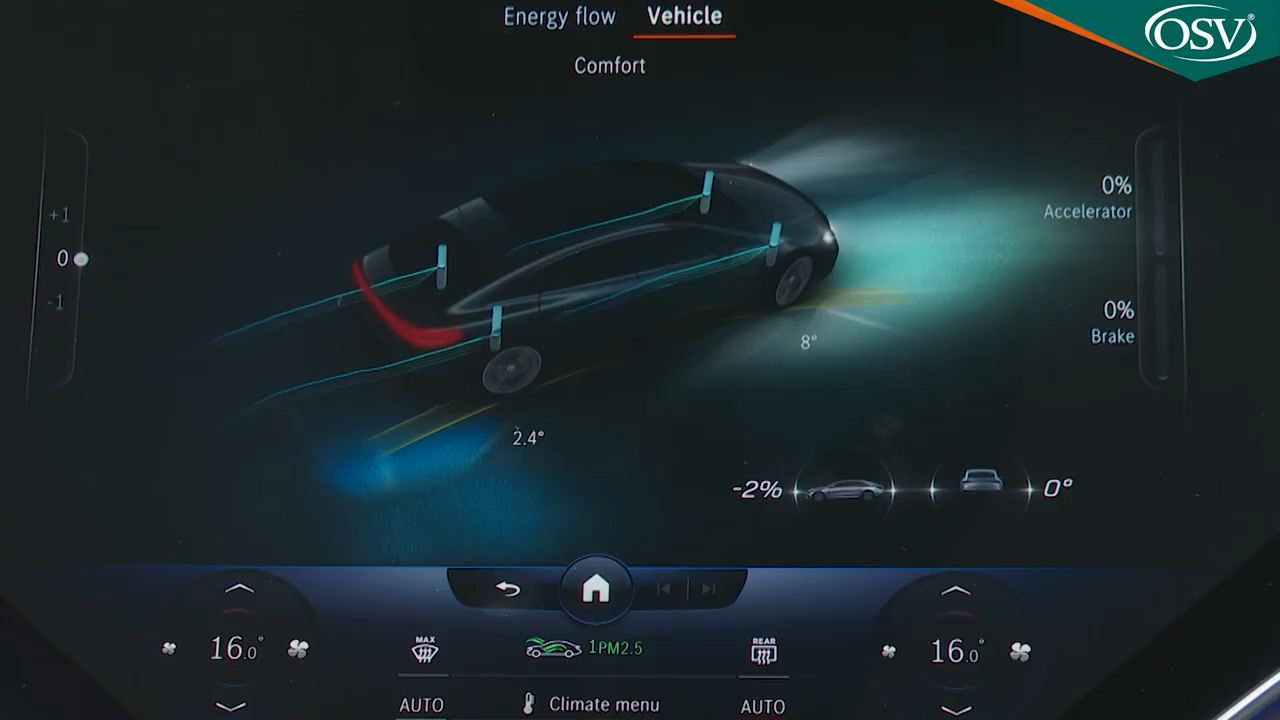 Energy flow Vehicle
OSV®
Comfort
0%
Accelerator
+1
0
-1
0%
Brake
8°
2.4°
-2%
0°
16.0°
MAX
1PM2.5
REAR
16.0°
AUTO
Climate menu
AUTO